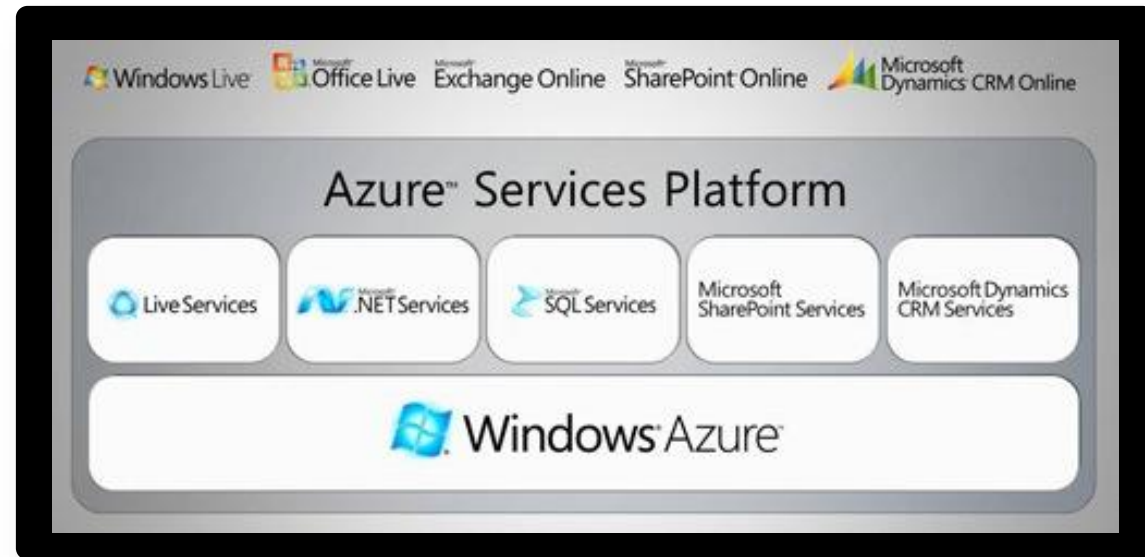 Windows Live Microsoft Office Live Microsoft Exchange Online Microsoft SharePoint Online Microsoft Dynamics CRM Online
Azure™ Services Platform
Live Services
Microsoft .NET Services
Microsoft SQL Services
Microsoft
SharePoint Services
Microsoft Dynamics
CRM Services
Windows Azure